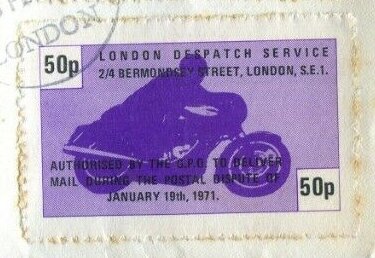 LONDON
50p
LONDON DESPATCH SERVICE
2/4 BERMONDSEY STREET, LONDON, S.E.1.
AUTHORISED BY THE G.P.O. TO DELIVER
MAIL DURING THE POSTAL DISPUTE OF
JANUARY 19th, 1971.
50p